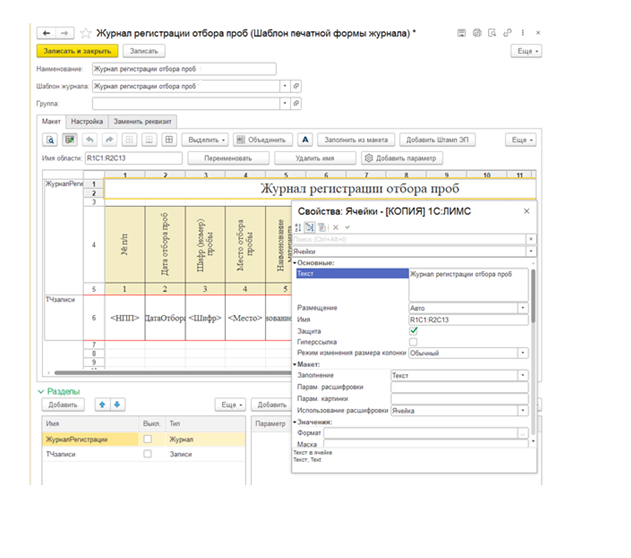 Журнал регистрации отбора проб (Шаблон печатной формы журнала) *
Записать и закрыть Записать Еще
Наименование: Журнал регистрации отбора проб
Шаблон журнала: Журнал регистрации отбора проб
Группа:
Макет Настройка Заменить реквизит
Выделить Объединить A Заполнить из макета Добавить Штамп ЭП Еще
Имя области: R1C1:R2C13 Переименовать Удалить имя Добавить параметр
1 2 3 4 5 6 7 8 9 10 11
ЖурналРеги 1 Журнал регистрации отбора проб
2
3
4 № п/п Дата отбора проб Шифр (номер) пробы Место отбора пробы Наименование
5 1 2 3 4 5
ТЧзаписи
6 <НПП> ДатаОтбор <Шифр> <Место> нование
7
8
9
Свойства: Ячейки - [КОПИЯ] 1С:ЛИМС
Поиск (Ctrl+Alt+I)
Ячейки
Основные:
Текст Журнал регистрации отбора проб
Размещение Авто
Имя R1C1:R2C13
Защита
Гиперссылка
Режим изменения размера колонки Обычный
Макет:
Заполнение Текст
Парам. расшифровки
Парам. картинки
Использование расшифровки Ячейка
Значения:
Формат
Маска
Текст в ячейке
Текст, Text
Разделы
Добавить Еще Добавить
Имя Выкл. Тип Параметр
ЖурналРегистрации Журнал
ТЧзаписи Записи